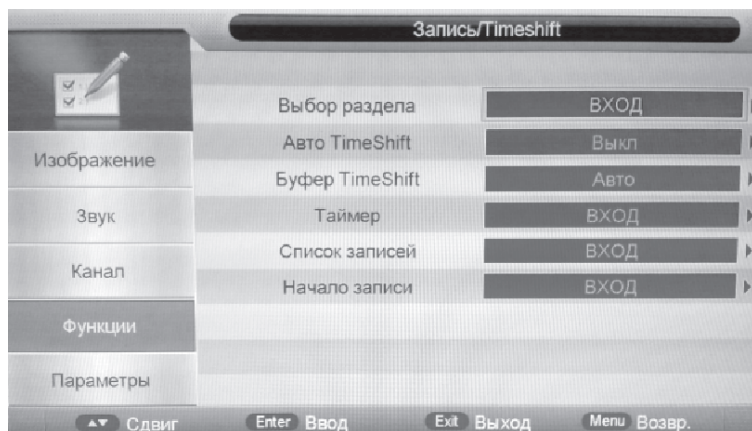 Запись/Timeshift
Выбор раздела ВХОД
Авто TimeShift Выкл
Буфер TimeShift Авто
Таймер ВХОД
Список записей ВХОД
Начало записи ВХОД
Изображение
Звук
Канал
Функции
Параметры
Сдвиг Enter Ввод Exit Выход Menu Возвр.